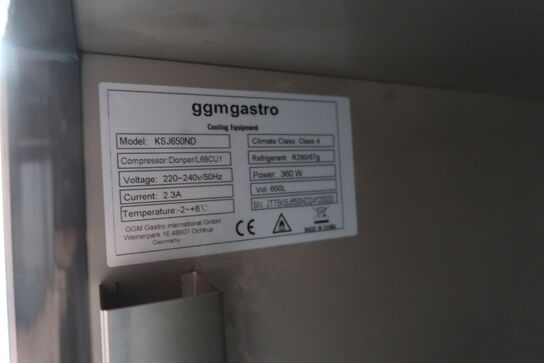 ggmgastro
Cooling Equipment
Model: KSJ650ND
Climate Class: Class 4
Compressor Donper/L68CU1
Refrigerant: R290/67g
Voltage: 220~240v/50Hz
Power: 360 W
Current: 2.3A
Vol: 650L
Temperature:-2~+8℃
GGM Gastro International GmbH
Weinerpark 16,48607 Ochtrup
Germany
CE
MADE IN CHINA